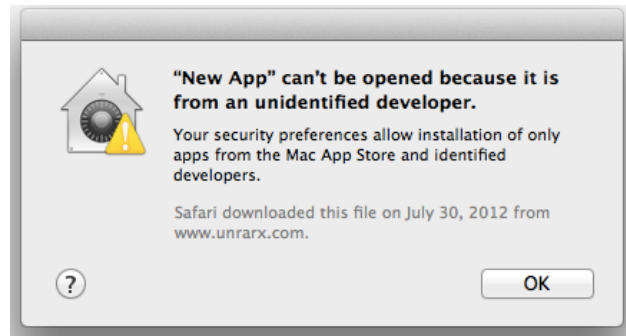 “New App” can't be opened because it is
from an unidentified developer.
Your security preferences allow installation of only
apps from the Mac App Store and identified
developers.
Safari downloaded this file on July 30, 2012 from
www.unrarx.com.
?
OK